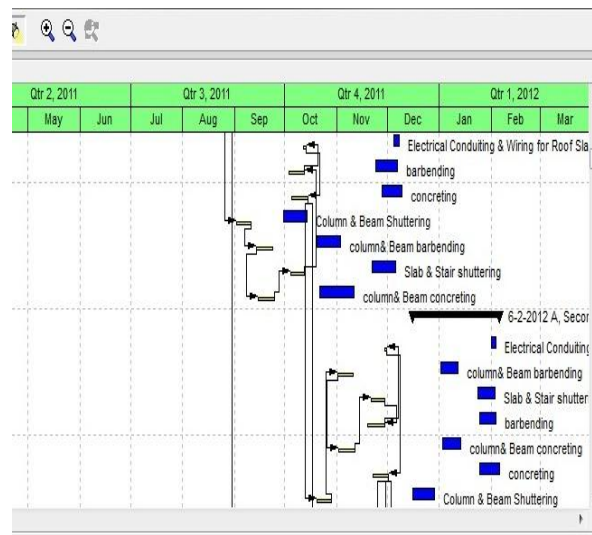 Qtr 2, 2011 Qtr 3, 2011 Qtr 4, 2011 Qtr 1, 2012
May Jun Jul Aug Sep Oct Nov Dec Jan Feb Mar
Electrical Conduiting & Wiring for Roof Sla
barbending
concreting
Column & Beam Shuttering
column& Beam barbending
Slab & Stair shuttering
column& Beam concreting
6-2-2012 A, Secon
Electrical Conduiting
column& Beam barbending
Slab & Stair shutter
barbending
column& Beam concreting
concreting
Column & Beam Shuttering